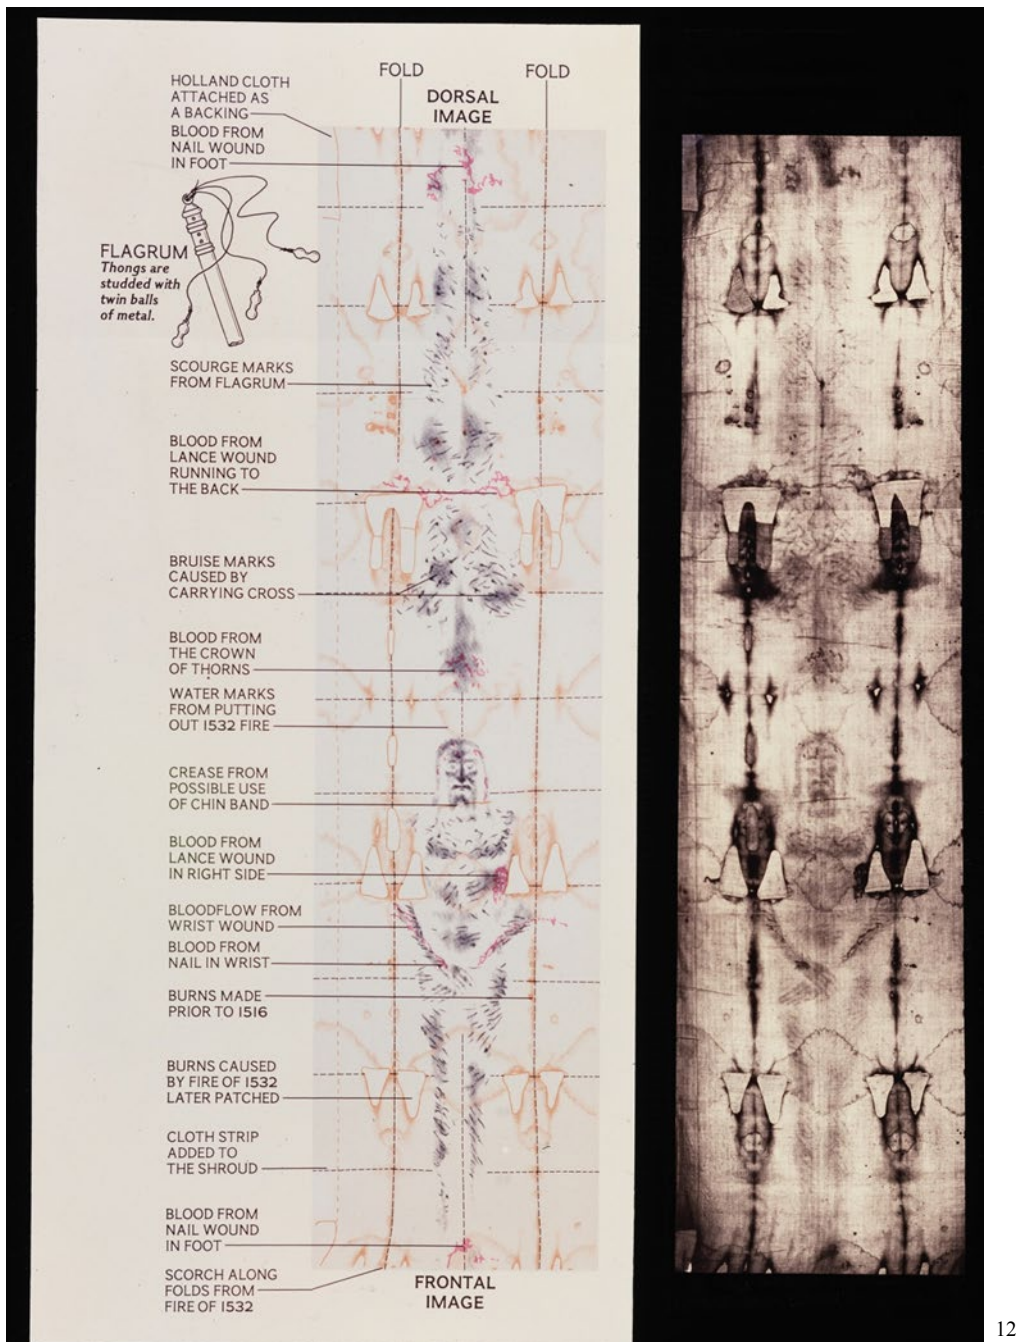 FOLD
FOLD
DORSAL
IMAGE
HOLLAND CLOTH
ATTACHED AS
A BACKING
BLOOD FROM
NAIL WOUND
IN FOOT
FLAGRUM
Thongs are
studded with
twin balls
of metal.
SCOURGE MARKS
FROM FLAGRUM
BLOOD FROM
LANCE WOUND
RUNNING TO
THE BACK
BRUISE MARKS
CAUSED BY
CARRYING CROSS
BLOOD FROM
THE CROWN
OF THORNS
WATER MARKS
FROM PUTTING
OUT 1532 FIRE
CREASE FROM
POSSIBLE USE
OF CHIN BAND
BLOOD FROM
LANCE WOUND
IN RIGHT SIDE
BLOODFLOW FROM
WRIST WOUND
BLOOD FROM
NAIL IN WRIST
BURNS MADE
PRIOR TO 1516
BURNS CAUSED
BY FIRE OF 1532
LATER PATCHED
CLOTH STRIP
ADDED TO
THE SHROUD
BLOOD FROM
NAIL WOUND
IN FOOT
SCORCH ALONG
FOLDS FROM
FIRE OF 1532
FRONTAL
IMAGE
12